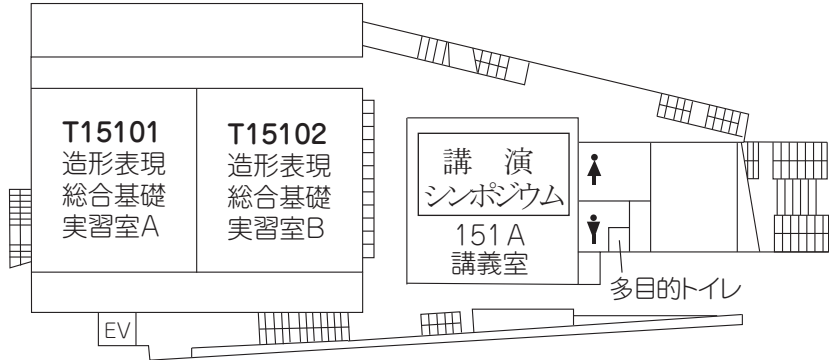 T15101
造形表現
総合基礎
実習室A
T15102
造形表現
総合基礎
実習室B
講 演
シンポジウム
151A
講義室
多目的トイレ
EV